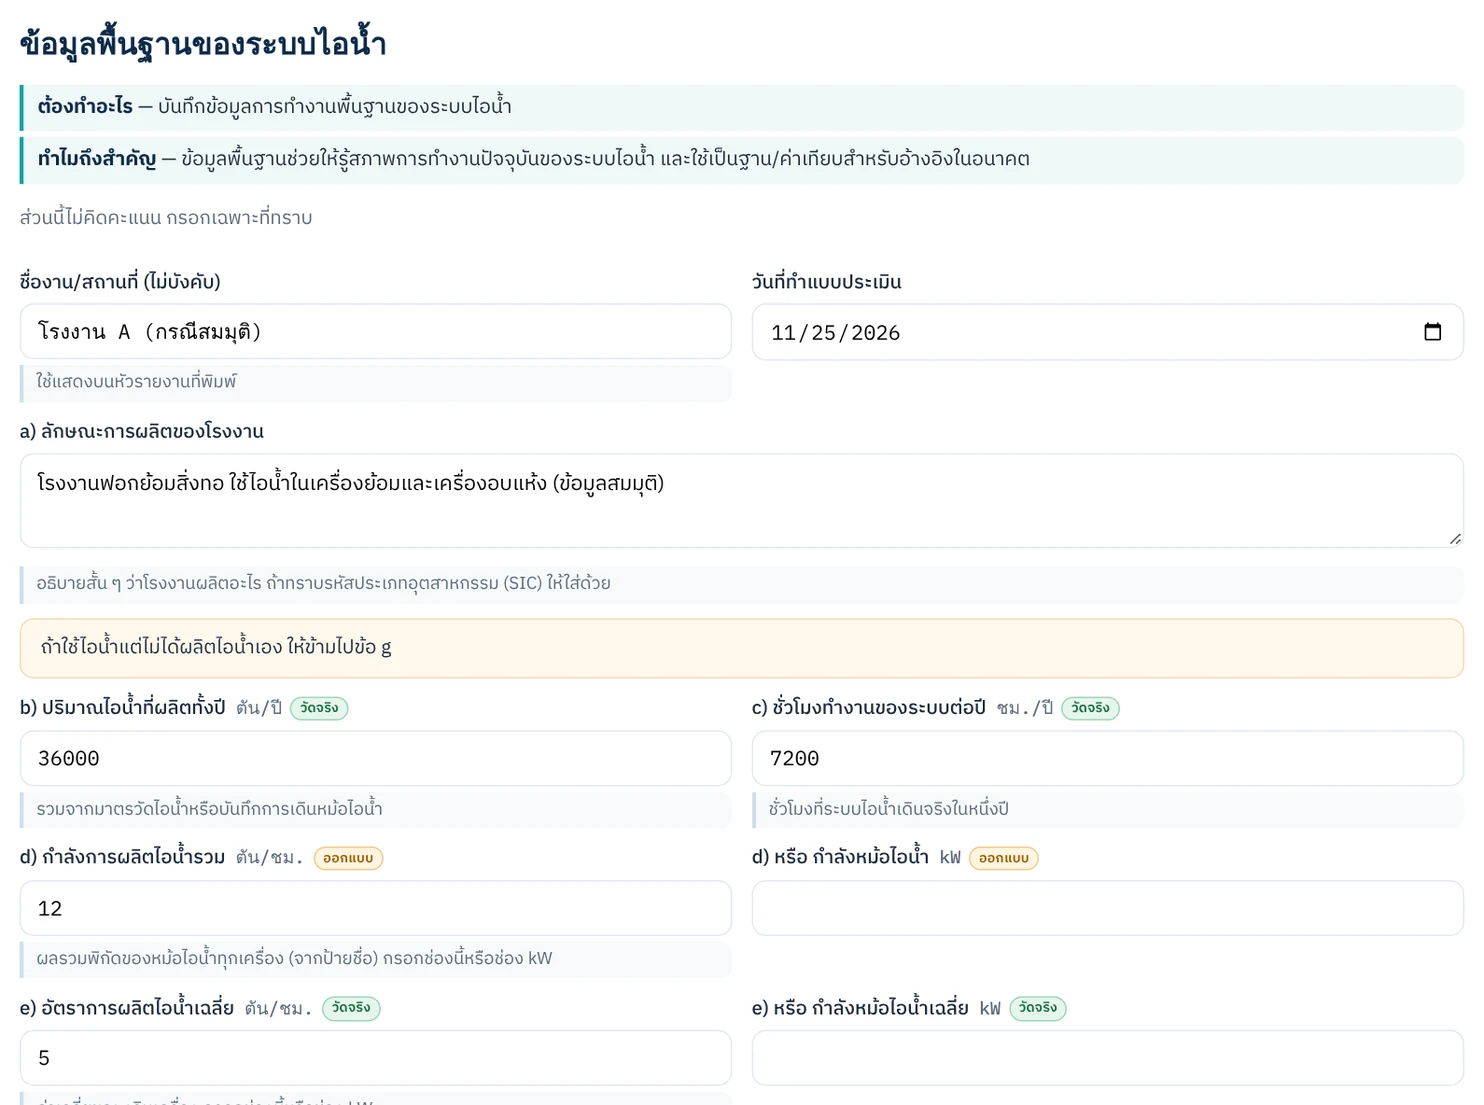 ข้อมูลพื้นฐานของระบบไอน้ำ
ต้องทำอะไร — บันทึกข้อมูลการทำงานพื้นฐานของระบบไอน้ำ
ทำไมถึงสำคัญ — ข้อมูลพื้นฐานช่วยให้รู้สภาพการทำงานปัจจุบันของระบบไอน้ำ และใช้เป็นฐาน/ค่าเทียบสำหรับอ้างอิงในอนาคต
ส่วนนี้ไม่คิดคะแนน กรอกเฉพาะที่ทราบ
ชื่องาน/สถานที่ (ไม่บังคับ)
โรงงาน A (กรณีสมมุติ)
ใช้แสดงบนหัวรายงานที่พิมพ์
วันที่ทำแบบประเมิน
11/25/2026
a) ลักษณะการผลิตของโรงงาน
โรงงานฟอกย้อมสิ่งทอ ใช้ไอน้ำในเครื่องย้อมและเครื่องอบแห้ง (ข้อมูลสมมุติ)
อธิบายสั้น ๆ ว่าโรงงานผลิตอะไร ถ้าทราบรหัสประเภทอุตสาหกรรม (SIC) ให้ใส่ด้วย
ถ้าใช้ไอน้ำแต่ไม่ได้ผลิตไอน้ำเอง ให้ข้ามไปข้อ g
b) ปริมาณไอน้ำที่ผลิตทั้งปี ตัน/ปี วัดจริง
36000
รวมจากมาตรวัดไอน้ำหรือบันทึกการเดินหม้อไอน้ำ
c) ชั่วโมงทำงานของระบบต่อปี ชม./ปี วัดจริง
7200
ชั่วโมงที่ระบบไอน้ำเดินจริงในหนึ่งปี
d) กำลังการผลิตไอน้ำรวม ตัน/ชม. ออกแบบ
12
ผลรวมพิกัดของหม้อไอน้ำทุกเครื่อง (จากป้ายชื่อ) กรอกช่องนี้หรือช่อง kW
d) หรือ กำลังหม้อไอน้ำ kW ออกแบบ
e) อัตราการผลิตไอน้ำเฉลี่ย ตัน/ชม. วัดจริง
5
e) หรือ กำลังหม้อไอน้ำเฉลี่ย kW วัดจริง